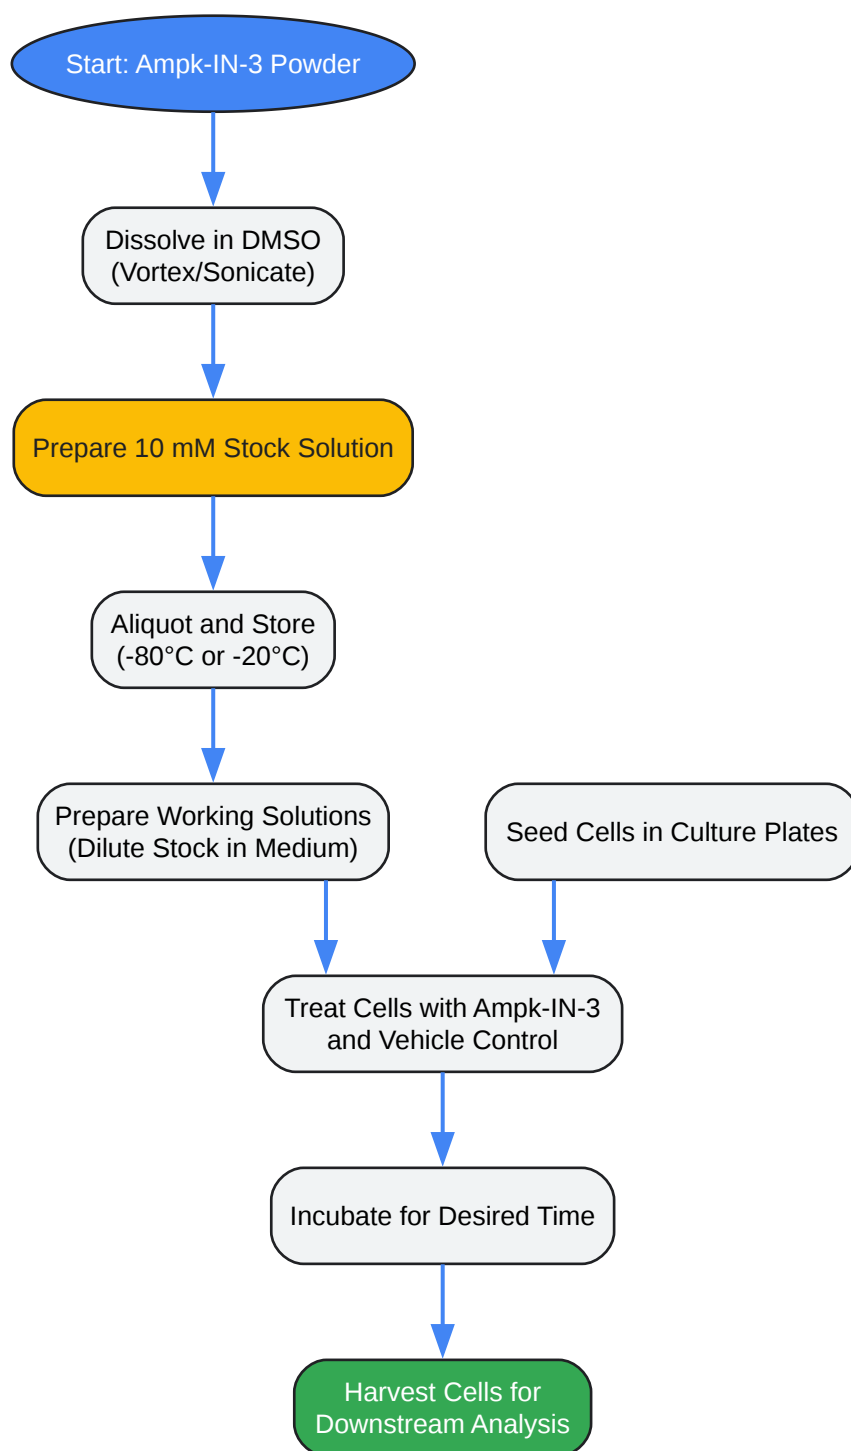 Start: Ampk-IN-3 Powder
Dissolve in DMSO
(Vortex/Sonicate)
Prepare 10 mM Stock Solution
Aliquot and Store
(-80°C or -20°C)
Prepare Working Solutions
(Dilute Stock in Medium)
Seed Cells in Culture Plates
Treat Cells with Ampk-IN-3
and Vehicle Control
Incubate for Desired Time
Harvest Cells for
Downstream Analysis